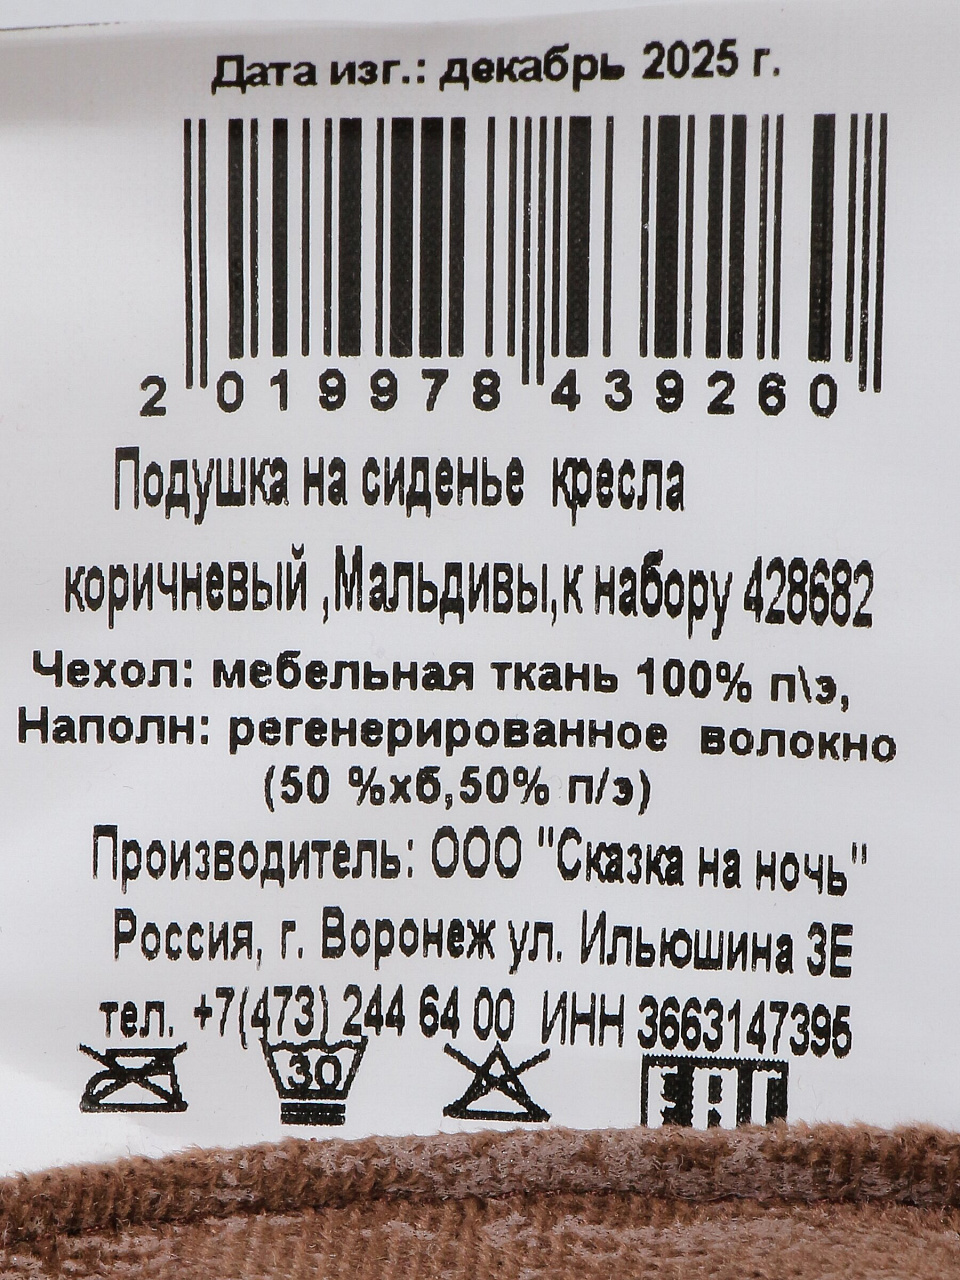 Дата изг.: декабрь 2025 г.
2 019978 439260
Подушка на сиденье кресла
коричневый ,Мальдивы,к набору 428682
Чехол: мебельная ткань 100% п\э,
Наполн: регенерированное волокно
(50 %хб,50% п/э)
Производитель: ООО "Сказка на ночь"
Россия, г. Воронеж ул. Ильюшина 3Е
тел. +7(473) 244 64 00 ИНН 3663147395
30
EAC